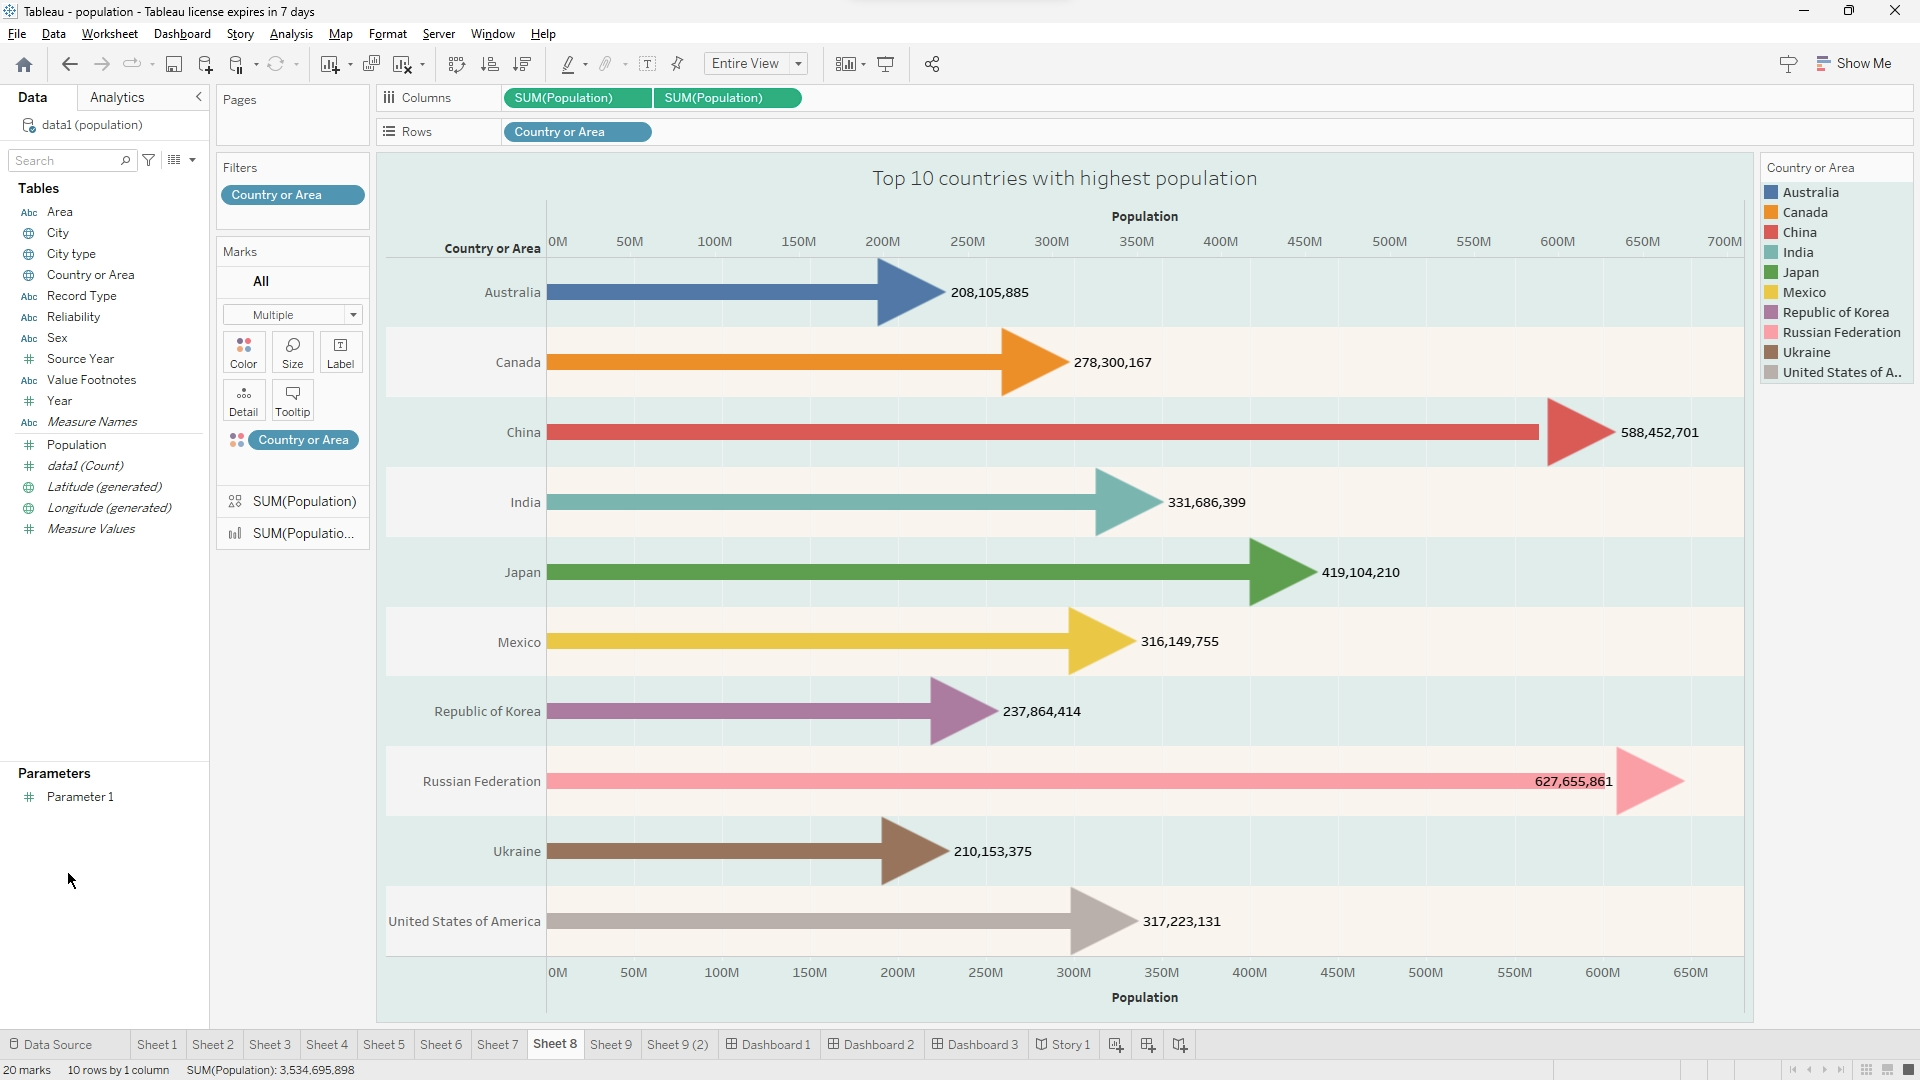 Tableau - population - Tableau license expires in 7 days
File Data Worksheet Dashboard Story Analysis Map Format Server Window Help
Entire View
Show Me
Data Analytics
data1 (population)
Search
Tables
Abc Area
City
City type
Country or Area
Abc Record Type
Abc Reliability
Abc Sex
# Source Year
Abc Value Footnotes
# Year
Abc Measure Names
# Population
# data1 (Count)
Latitude (generated)
Longitude (generated)
# Measure Values
Parameters
# Parameter 1
Pages
Filters
Country or Area
Marks
All
Multiple
Color Size Label
Detail Tooltip
Country or Area
SUM(Population)
SUM(Populatio...
Columns SUM(Population) SUM(Population)
Rows Country or Area
Top 10 countries with highest population
Population
Country or Area 0M 50M 100M 150M 200M 250M 300M 350M 400M 450M 500M 550M 600M 650M 700M
Australia 208,105,885
Canada 278,300,167
China 588,452,701
India 331,686,399
Japan 419,104,210
Mexico 316,149,755
Republic of Korea 237,864,414
Russian Federation 627,655,861
Ukraine 210,153,375
United States of America 317,223,131
0M 50M 100M 150M 200M 250M 300M 350M 400M 450M 500M 550M 600M 650M
Population
Country or Area
Australia
Canada
China
India
Japan
Mexico
Republic of Korea
Russian Federation
Ukraine
United States of A..
Data Source Sheet 1 Sheet 2 Sheet 3 Sheet 4 Sheet 5 Sheet 6 Sheet 7 Sheet 8 Sheet 9 Sheet 9 (2) Dashboard 1 Dashboard 2 Dashboard 3 Story 1
20 marks 10 rows by 1 column SUM(Population): 3,534,695,898